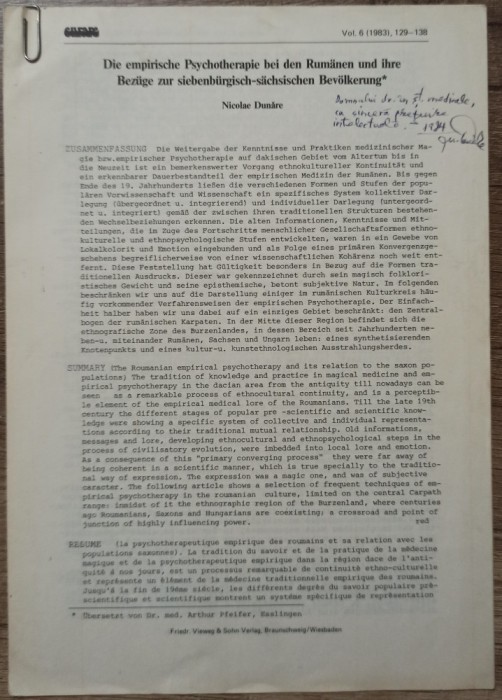 Vol. 6 (1983), 129–138
Die empirische Psychotherapie bei den Rumänen und ihre
Bezüge zur siebenbürgisch-sächsischen Bevölkerung*
Nicolae Dunăre
ZUSAMMENFASSUNG Die Weitergabe der Kenntnisse und Praktiken medizinischer Ma-
gie bzw.empirischer Psychotherapie auf dakischen Gebiet vom Altertum bis in
die Neuzeit ist ein bemerkenswerter Vorgang ethnokultureller Kontinuität und
ein erkennbarer Dauerbestandteil der empirischen Medizin der Rumänen. Bis gegen
Ende des 19. Jahrhunderts ließen die verschiedenen Formen und Stufen der popu-
lären Vorwissenschaft und Wissenschaft ein spezifisches System kollektiver Dar-
legung (übergeordnet u. integrierend) und individueller Darlegung (untergeord-
net u. integriert) gemäß der zwischen ihren traditionellen Strukturen bestehen-
den Wechselbeziehungen erkennen. Die alten Informationen, Kenntnisse und Mit-
teilungen, die im Zuge des Fortschritts menschlicher Gesellschaftsformen ethno-
kulturelle und ethnopsychologische Stufen entwickelten, waren in ein Gewebe von
Lokalkolorit und Emotion eingebunden und als Folge eines primären Konvergenzge-
schehens begreiflicherweise von einer wissenschaftlichen Kohärenz noch weit ent-
fernt. Diese Feststellung hat Gültigkeit besonders in Bezug auf die Formen tra-
ditionellen Ausdrucks. Dieser war gekennzeichnet durch sein magisch folklori-
stisches Gewicht und seine epistemische, betont subjektive Natur. Im folgenden
beschränken wir uns auf die Darstellung einiger im rumänischen Kulturkreis häu-
fig vorkommender Verfahrensweisen der empirischen Psychotherapie. Der Einfach-
heit halber haben wir uns dabei auf ein einziges Gebiet beschränkt: den Zentral-
bogen der rumänischen Karpaten. In der Mitte dieser Region befindet sich die
ethnografische Zone des Burzenlandes, in dessen Bereich seit Jahrhunderten ne-
ben-u. miteinander Rumänen, Sachsen und Ungarn leben: eines synthetisierenden
Knotenpunkts und eines kultur-u. kunstethnologischen Ausstrahlungsherdes.
SUMMARY (The Roumanian empirical psychotherapy and its relation to the saxon po-
pulations) The tradition of knowledge and practice in magical medicine and em-
pirical psychotherapy in the dacian area from the antiquity till nowadays can be
seen as a remarkable process of ethnocultural continuity, and is a perceptib-
le element of the empirical medical lore of the Roumanians. Till the late 19th
century the different stages of popular pre -scientific and scientific know-
ledge were showing a specific system of collective and individual representa-
tions according to their traditional mutual relationship. Old informations,
messages and lore, developing ethnocultural and ethnopsychological steps in the
process of civilisatory evolution, were imbedded into local lore and emotion.
As a consequence of this "primary converging process" they were far away of
being coherent in a scientific manner, which is true specially to the traditio-
nal way of expression. The expression was a magic one, and was of subjective
caracter. The following article shows a selection of frequent techniques of em-
pirical psychotherapy in the roumanian culture, limited on the central Carpath
range: inmidst of it the ethnographic region of the Burzenland, where centuries
ago Roumanians, Saxons and Hungarians are coexisting: a crossroad and point of
junction of highly influencing power. red
RESUME (la psychotherapeutique empirique des roumains et sa relation avec les
populations saxonnes). La tradition du savoir et de la pratique de la médecine
magique et de la psychotherapeutique empirique dans la région dace de l'anti-
quité à nos jours, est un processus remarquable de continuité ethno-culturelle
et représente un élément de la médecine traditionnelle empirique des roumains.
Jusqu'à la fin de 19ème siècle, les différents degrés du savoir populaire pré-
scientifique et scientifique montrent un système spécifique de représentation
* Übersetzt von Dr. med. Arthur Pfeifer, Esslingen
Friedr. Vieweg & Sohn Verlag, Braunschweig/Wiesbaden